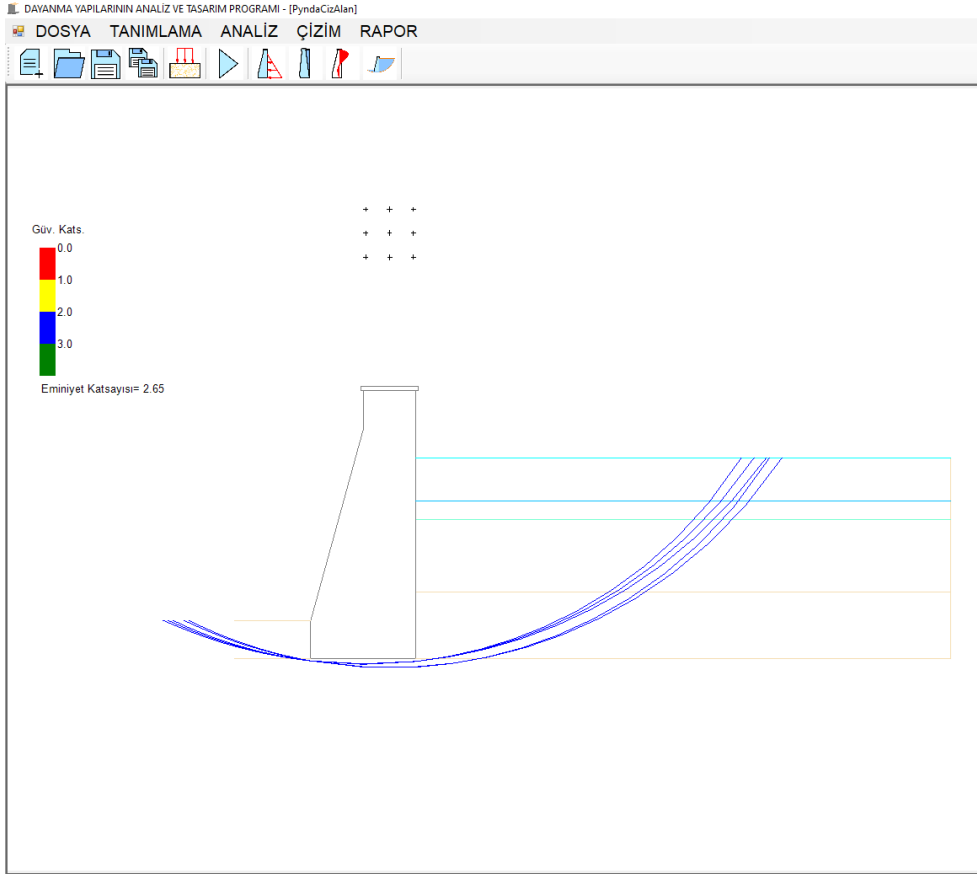 DAYANMA YAPILARININ ANALİZ VE TASARIM PROGRAMI - [PyndaCizAlan]
DOSYA TANIMLAMA ANALİZ ÇİZİM RAPOR
Güv. Kats.
0.0
1.0
2.0
3.0
Eminiyet Katsayısı= 2.65